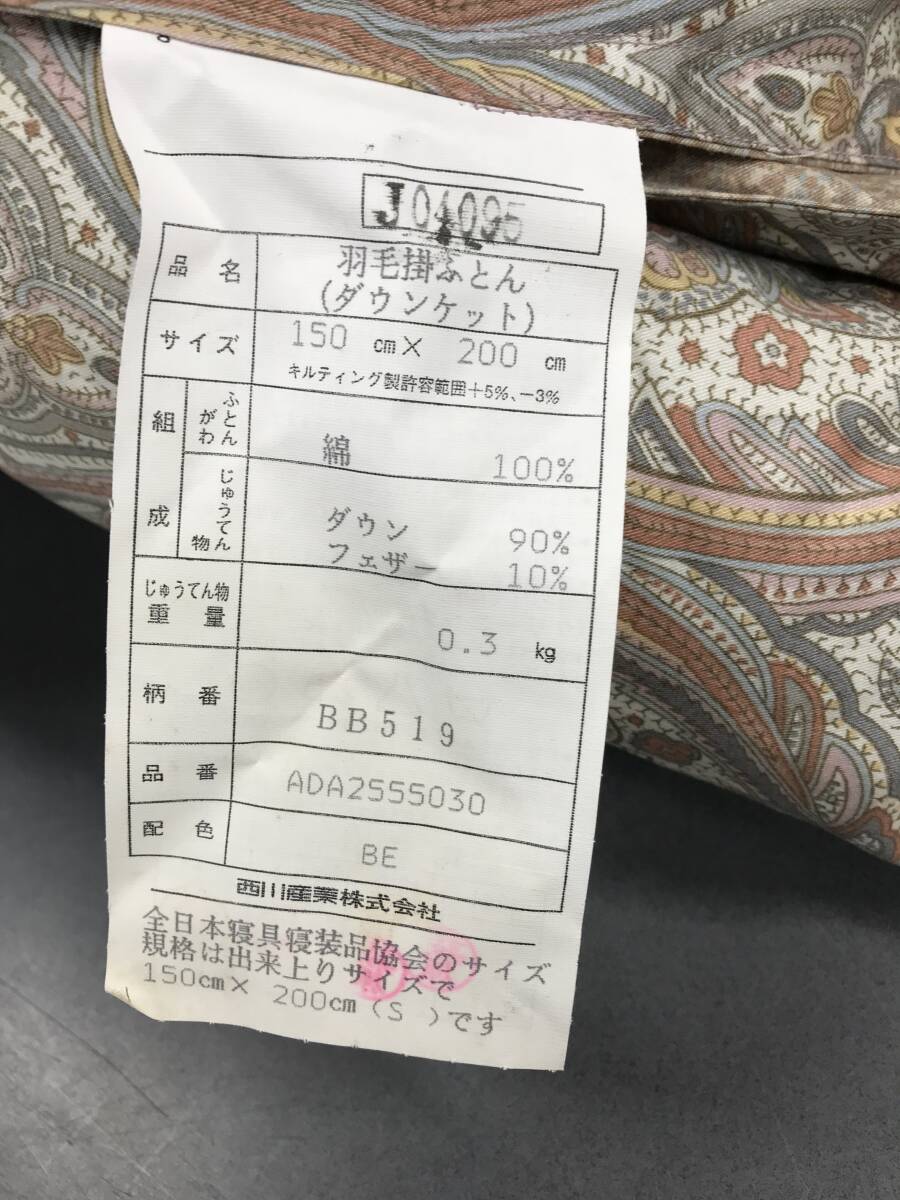 J04095
品名 羽毛掛ふとん
(ダウンケット)
サイズ 150 cm× 200 cm
キルティング製許容範囲+5%、−3%
組成 ふとんがわ 綿 100%
じゅうてん物 ダウン 90%
フェザー 10%
じゅうてん物
重量 0.3 kg
柄番 BB519
品番 ADA2555030
配色 BE
西川産業株式会社
全日本寝具寝装品協会のサイズ
規格は出来上りサイズで
150cm× 200cm(S )です